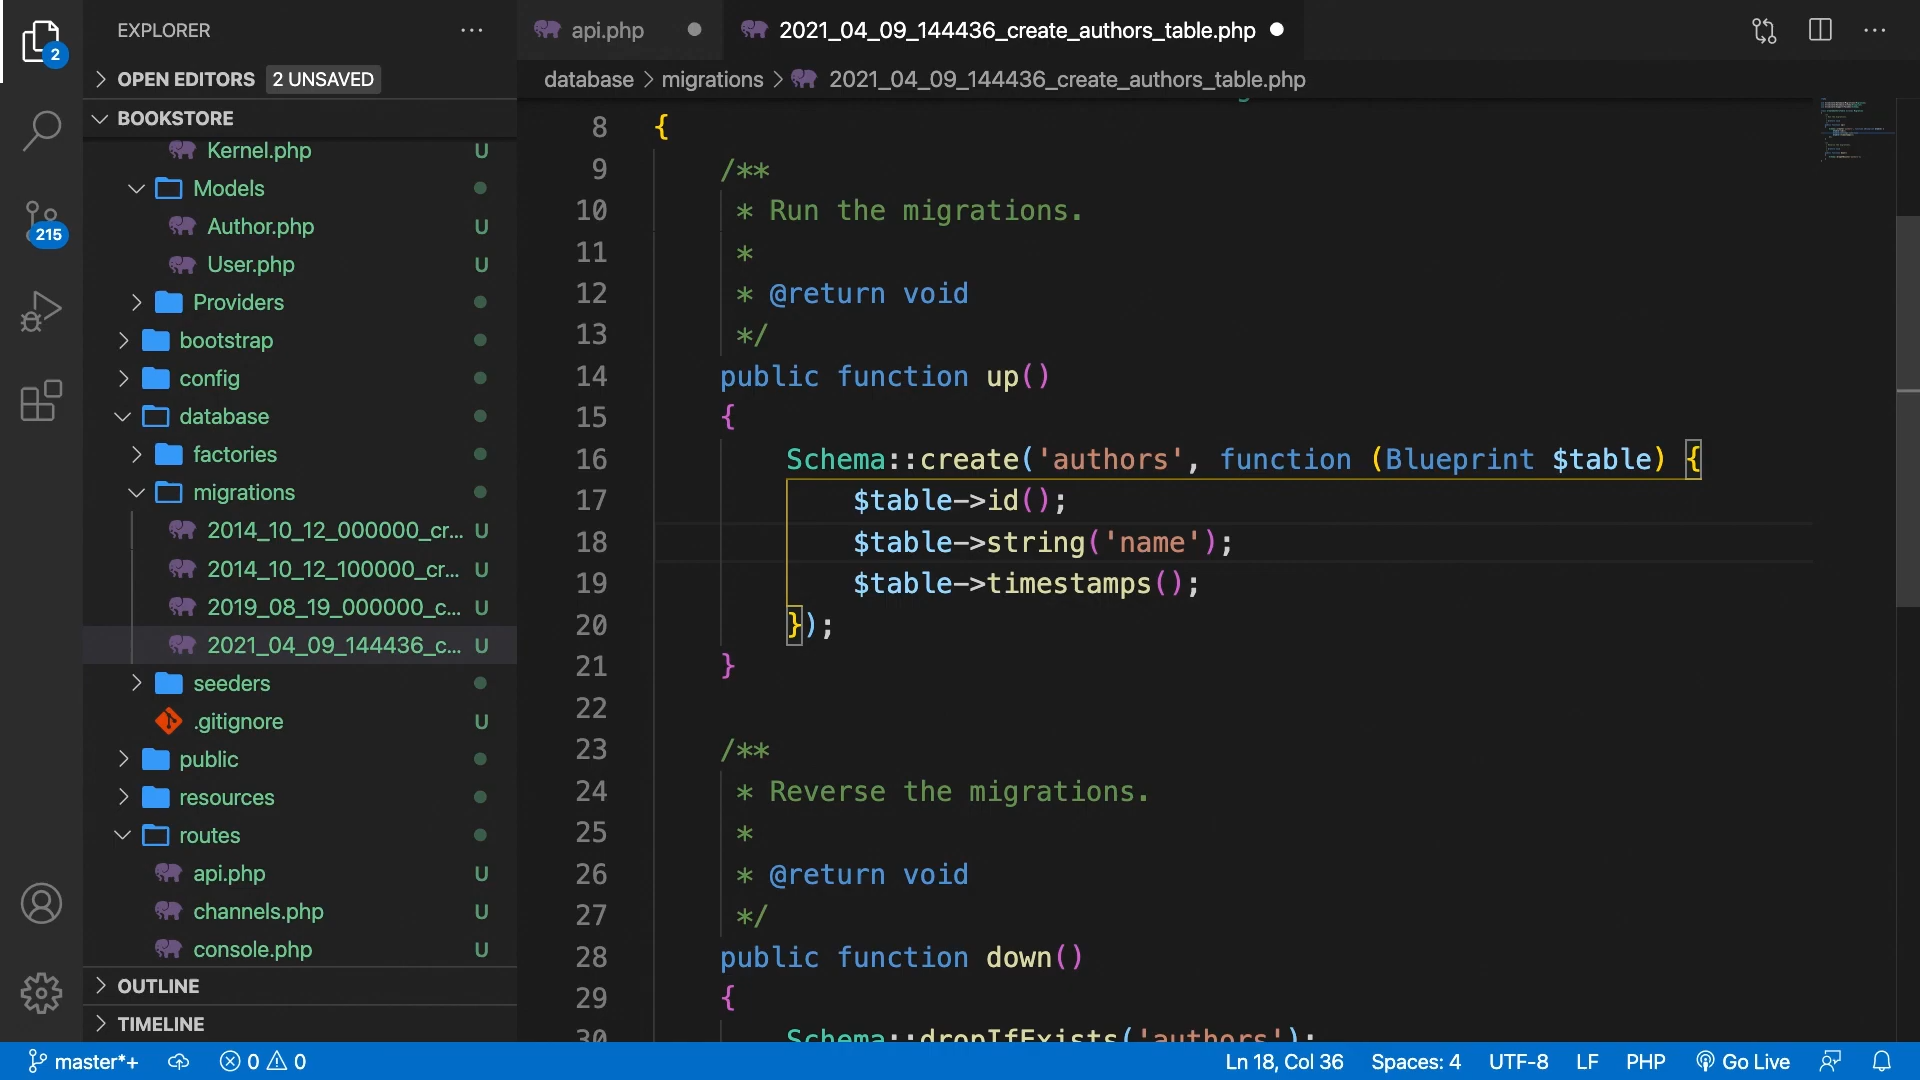 EXPLORER
2
OPEN EDITORS 2 UNSAVED
BOOKSTORE
Kernel.php U
Models
Author.php U
215
User.php U
Providers
bootstrap
config
database
factories
migrations
2014_10_12_000000_cr... U
2014_10_12_100000_cr... U
2019_08_19_000000_c... U
2021_04_09_144436_c... U
seeders
.gitignore U
public
resources
routes
api.php U
channels.php U
console.php U
OUTLINE
TIMELINE
api.php
2021_04_09_144436_create_authors_table.php
database > migrations > 2021_04_09_144436_create_authors_table.php
8 {
9 /**
10 * Run the migrations.
11 *
12 * @return void
13 */
14 public function up()
15 {
16 Schema::create('authors', function (Blueprint $table) {
17 $table->id();
18 $table->string('name');
19 $table->timestamps();
20 });
21 }
22
23 /**
24 * Reverse the migrations.
25 *
26 * @return void
27 */
28 public function down()
29 {
30 Schema::dropIfExists('authors');
master*+ 0 0 Ln 18, Col 36 Spaces: 4 UTF-8 LF PHP Go Live